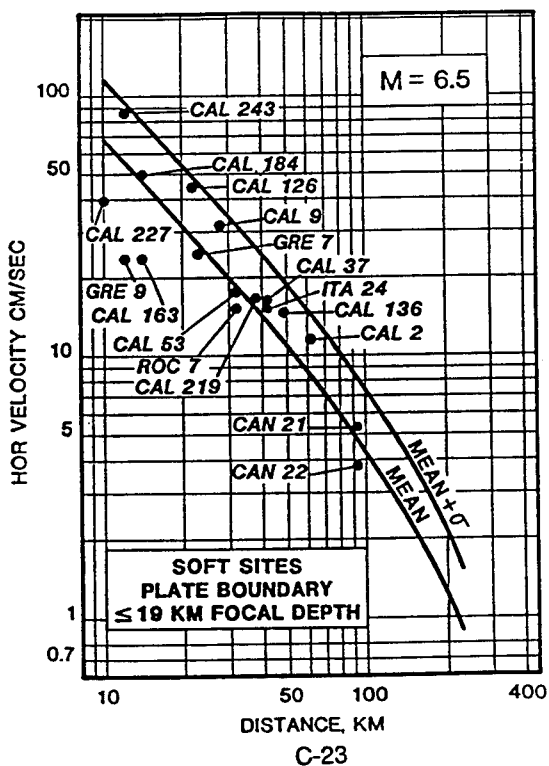 M = 6.5
100
CAL 243
50
CAL 184
CAL 126
CAL 9
CAL 227
GRE 7
GRE 9
CAL 37
CAL 163
ITA 24
CAL 136
CAL 53
CAL 2
10
ROC 7
CAL 219
5
CAN 21
CAN 22
MEAN
MEAN + σ
HOR VELOCITY CM/SEC
SOFT SITES
PLATE BOUNDARY
≤ 19 KM FOCAL DEPTH
1
0.7
10 50 100 400
DISTANCE, KM
C-23